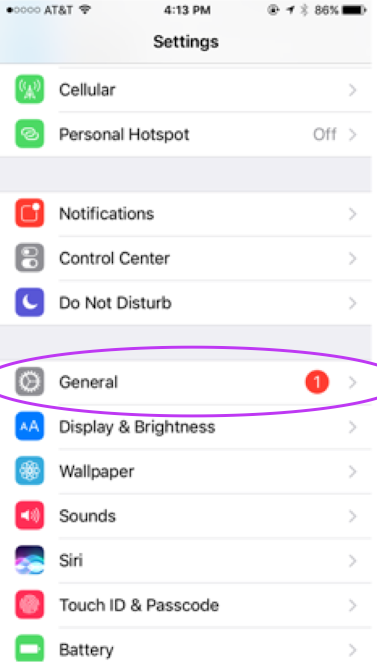 AT&T 4:13 PM 86%
Settings
Cellular
Personal Hotspot Off
Notifications
Control Center
Do Not Disturb
General 1
AA Display & Brightness
Wallpaper
Sounds
Siri
Touch ID & Passcode
Battery